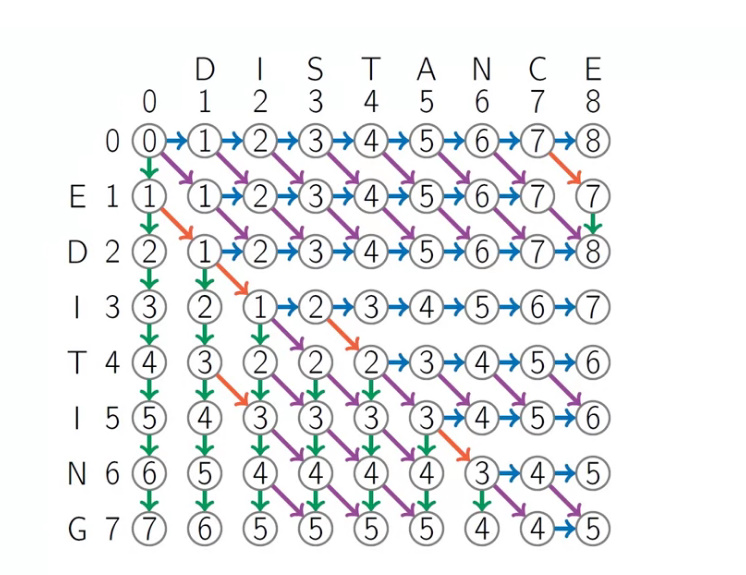 D I S T A N C E
0 1 2 3 4 5 6 7 8
0 0 1 2 3 4 5 6 7 8
E 1 1 1 2 3 4 5 6 7 7
D 2 2 1 2 3 4 5 6 7 8
I 3 3 2 1 2 3 4 5 6 7
T 4 4 3 2 2 2 3 4 5 6
I 5 5 4 3 3 3 3 4 5 6
N 6 6 5 4 4 4 4 3 4 5
G 7 7 6 5 5 5 5 4 4 5